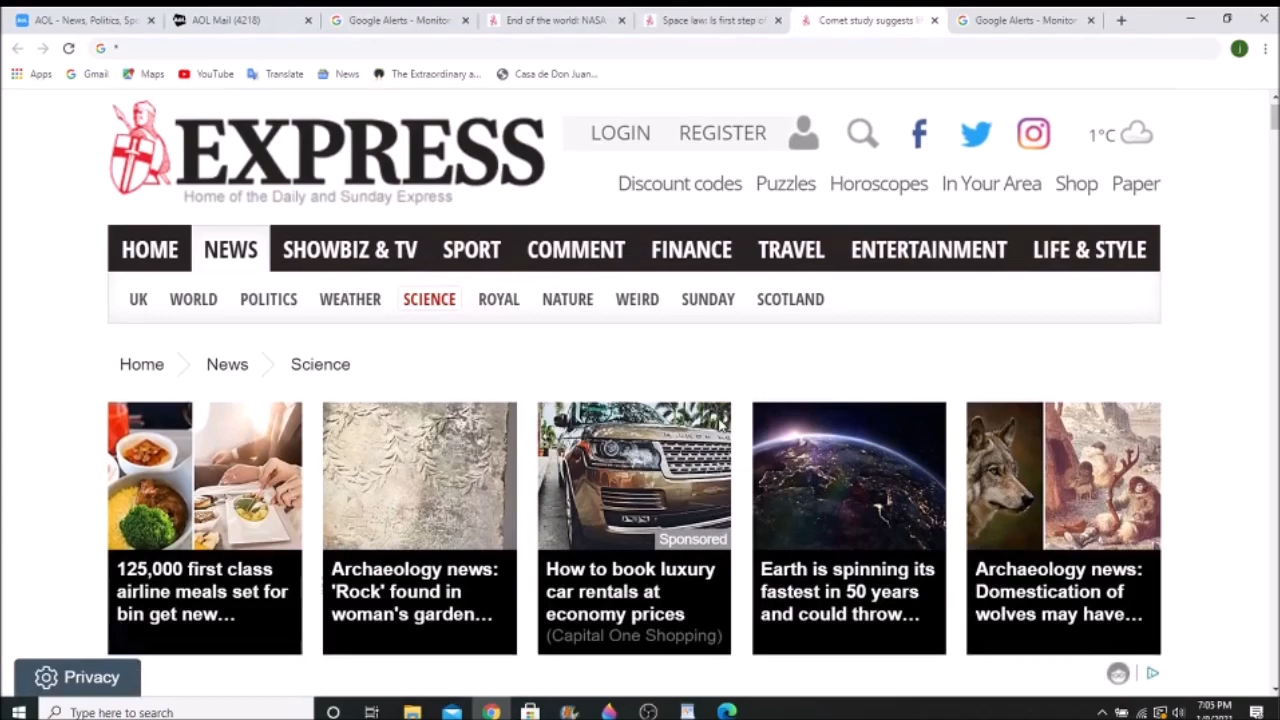 AOL - News, Politics, Sp
AOL Mail (4218)
Google Alerts - Monitor
End of the world: NASA
Space law: Is first step of
Comet study suggests li
Google Alerts - Monitor
*
i
Apps
Gmail
Maps
YouTube
Translate
News
The Extraordinary a...
Casa de Don Juan...
EXPRESS
Home of the Daily and Sunday Express
LOGIN REGISTER
1°C
Discount codes Puzzles Horoscopes In Your Area Shop Paper
HOME NEWS SHOWBIZ & TV SPORT COMMENT FINANCE TRAVEL ENTERTAINMENT LIFE & STYLE
UK WORLD POLITICS WEATHER SCIENCE ROYAL NATURE WEIRD SUNDAY SCOTLAND
Home News Science
125,000 first class
airline meals set for
bin get new...
Archaeology news:
'Rock' found in
woman's garden...
Sponsored
How to book luxury
car rentals at
economy prices
(Capital One Shopping)
Earth is spinning its
fastest in 50 years
and could throw...
Archaeology news:
Domestication of
wolves may have...
Privacy
Type here to search
7:05 PM